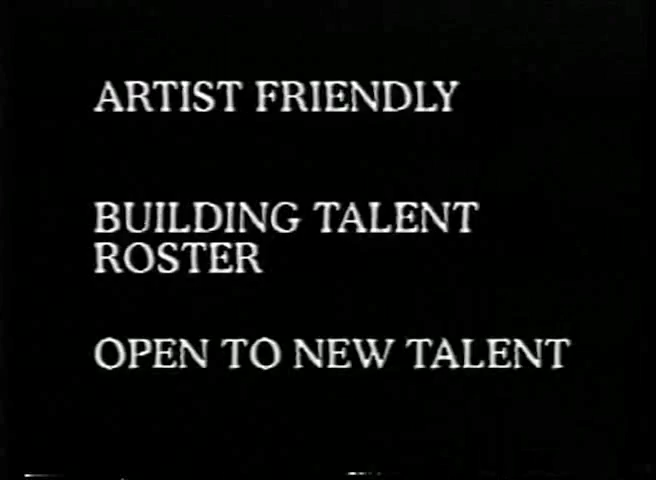 ARTIST FRIENDLY
BUILDING TALENT
ROSTER
OPEN TO NEW TALENT